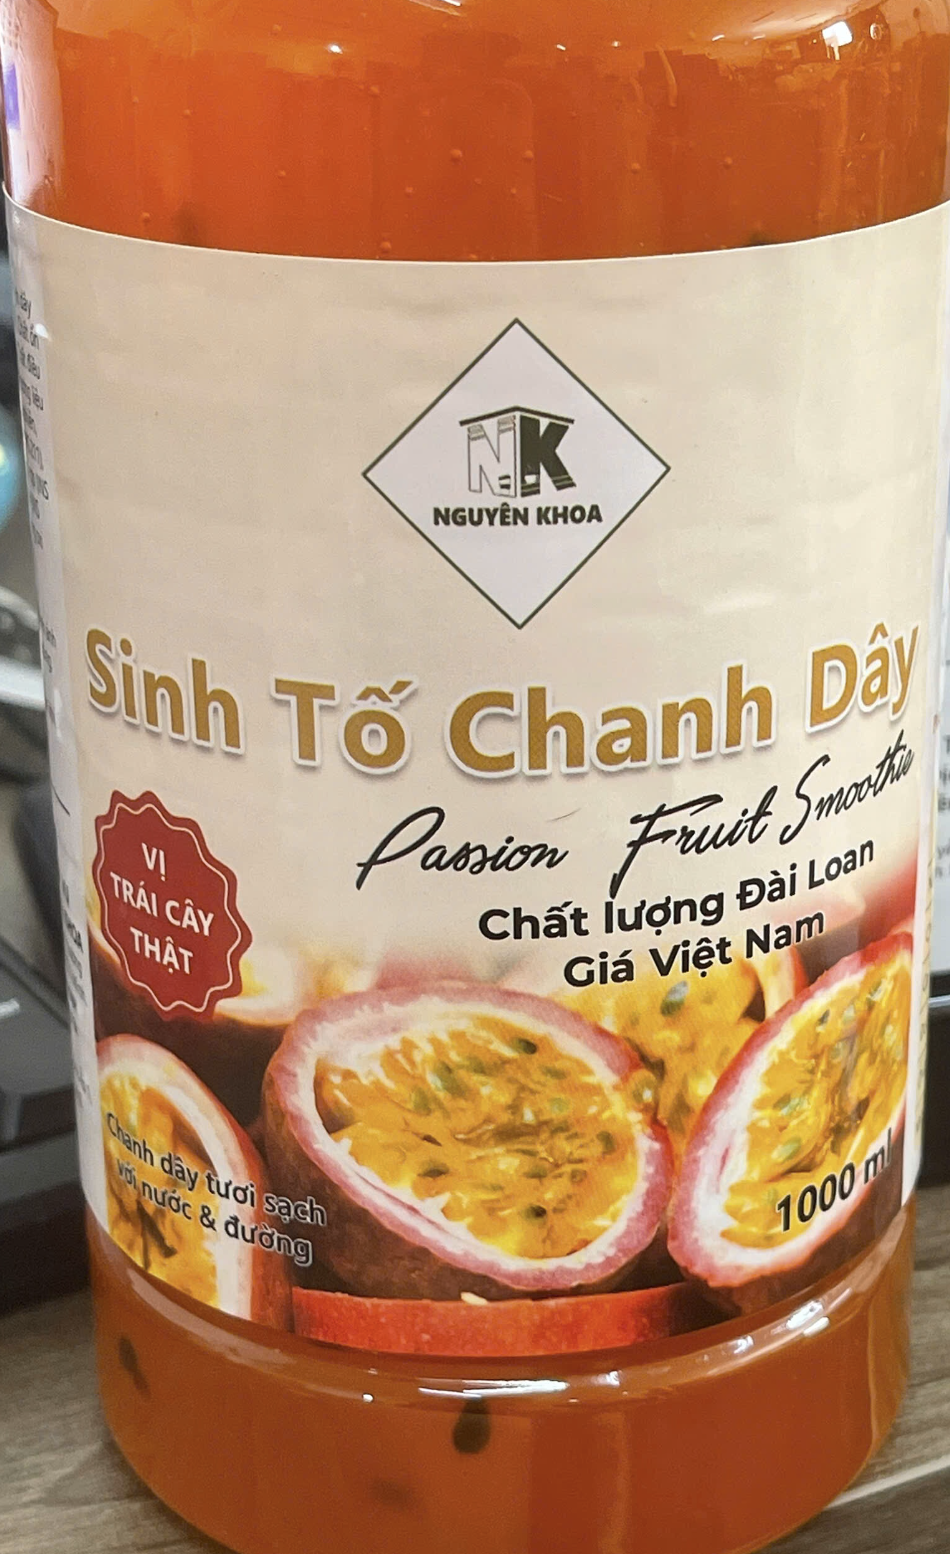 NK
NGUYÊN KHOA
Sinh Tố Chanh Dây
Passion Fruit Smoothie
Chất lượng Đài Loan
Giá Việt Nam
VỊ
TRÁI CÂY
THẬT
Chanh dây tươi sạch
với nước & đường
1000 ml